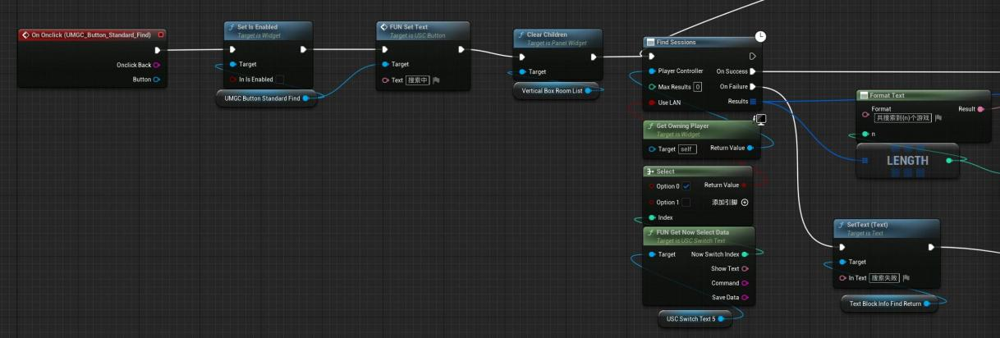 On Onclick (UMGC_Button_Standard_Find)
Onclick Back
Button
Set Is Enabled
Target is Widget
Target
In Is Enabled
UMGC Button Standard Find
FUN Set Text
Target is USC Button
Target
Text 搜索中
Clear Children
Target is Panel Widget
Target
Vertical Box Room List
Find Sessions
Player Controller On Success
Max Results 0 On Failure
Use LAN Results
Get Owning Player
Target is Widget
Target self Return Value
Select
Option 0 Return Value
Option 1 添加引脚
Index
FUN Get Now Select Data
Target is USC Switch Text
Target Now Switch Index
Show Text
Command
Save Data
USC Switch Text 5
Format Text
Format Result
共搜索到{n}个游戏
n
LENGTH
SetText (Text)
Target is Text
Target
In Text 搜索失败
Text Block Info Find Return